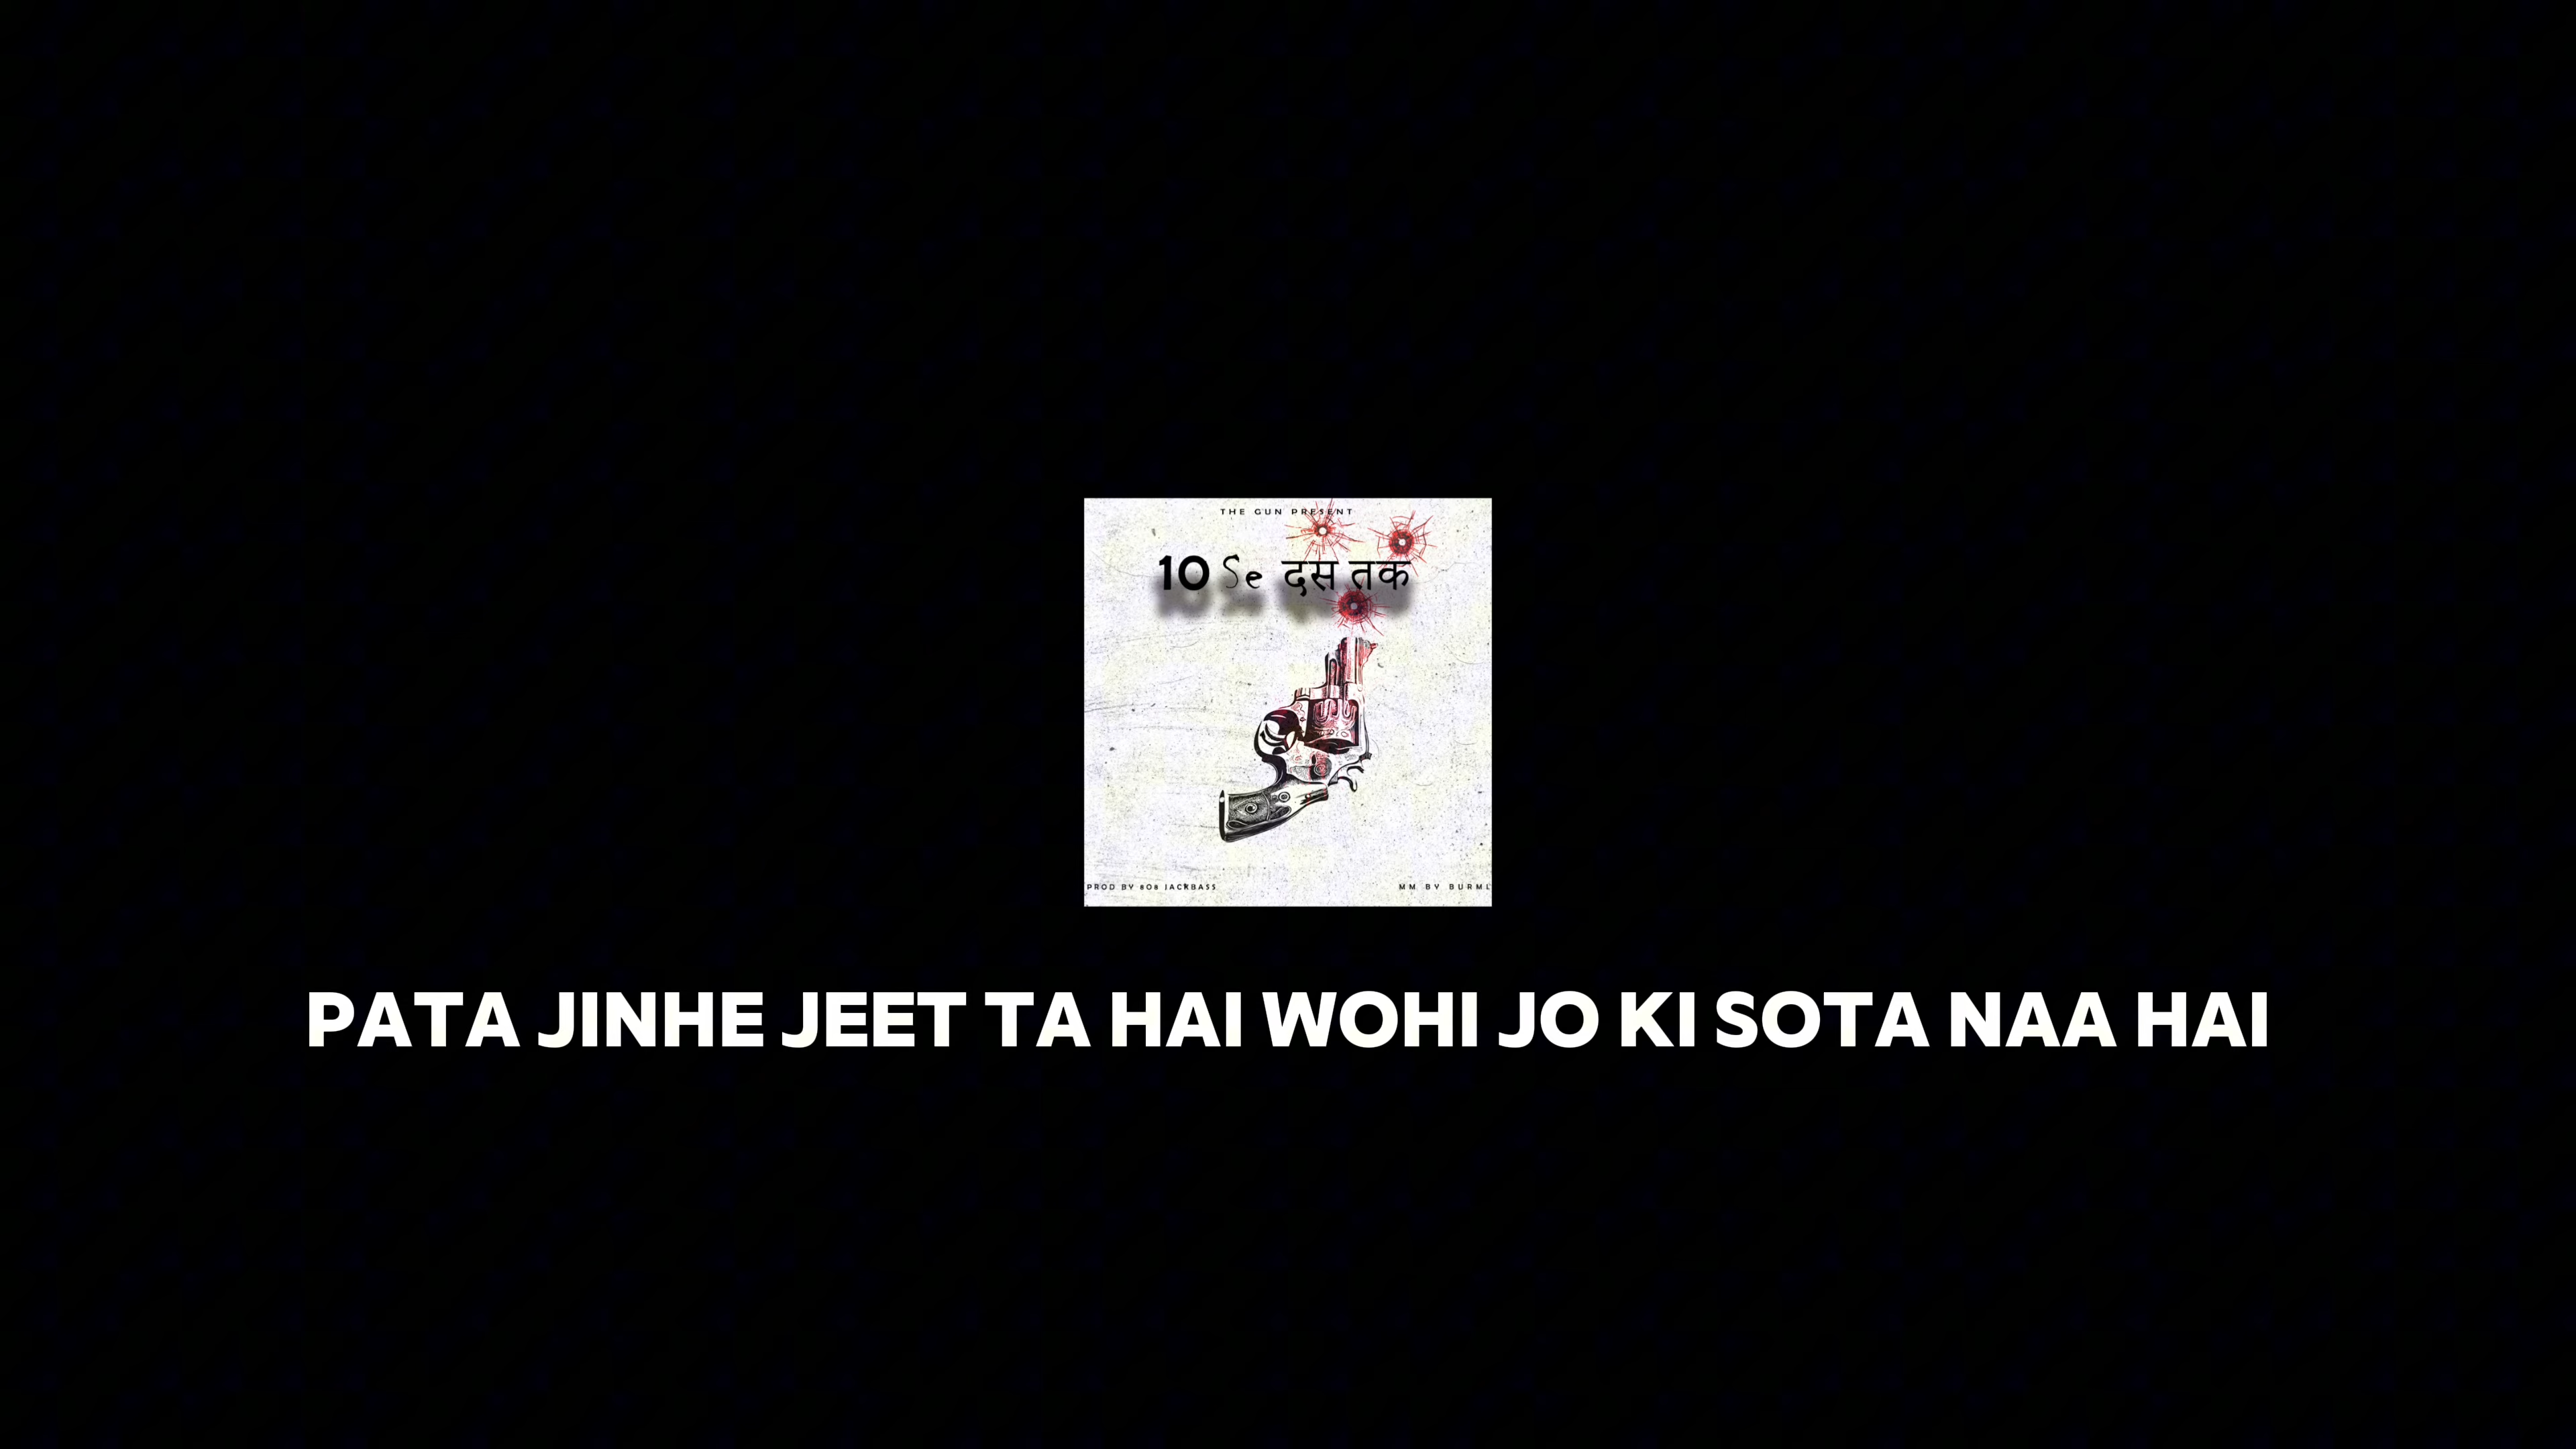 THE GUN PRESENT
10 Se दस तक
PROD BY 808 JACKBASS
MM BY BURML
PATA JINHE JEET TA HAI WOHI JO KI SOTA NAA HAI